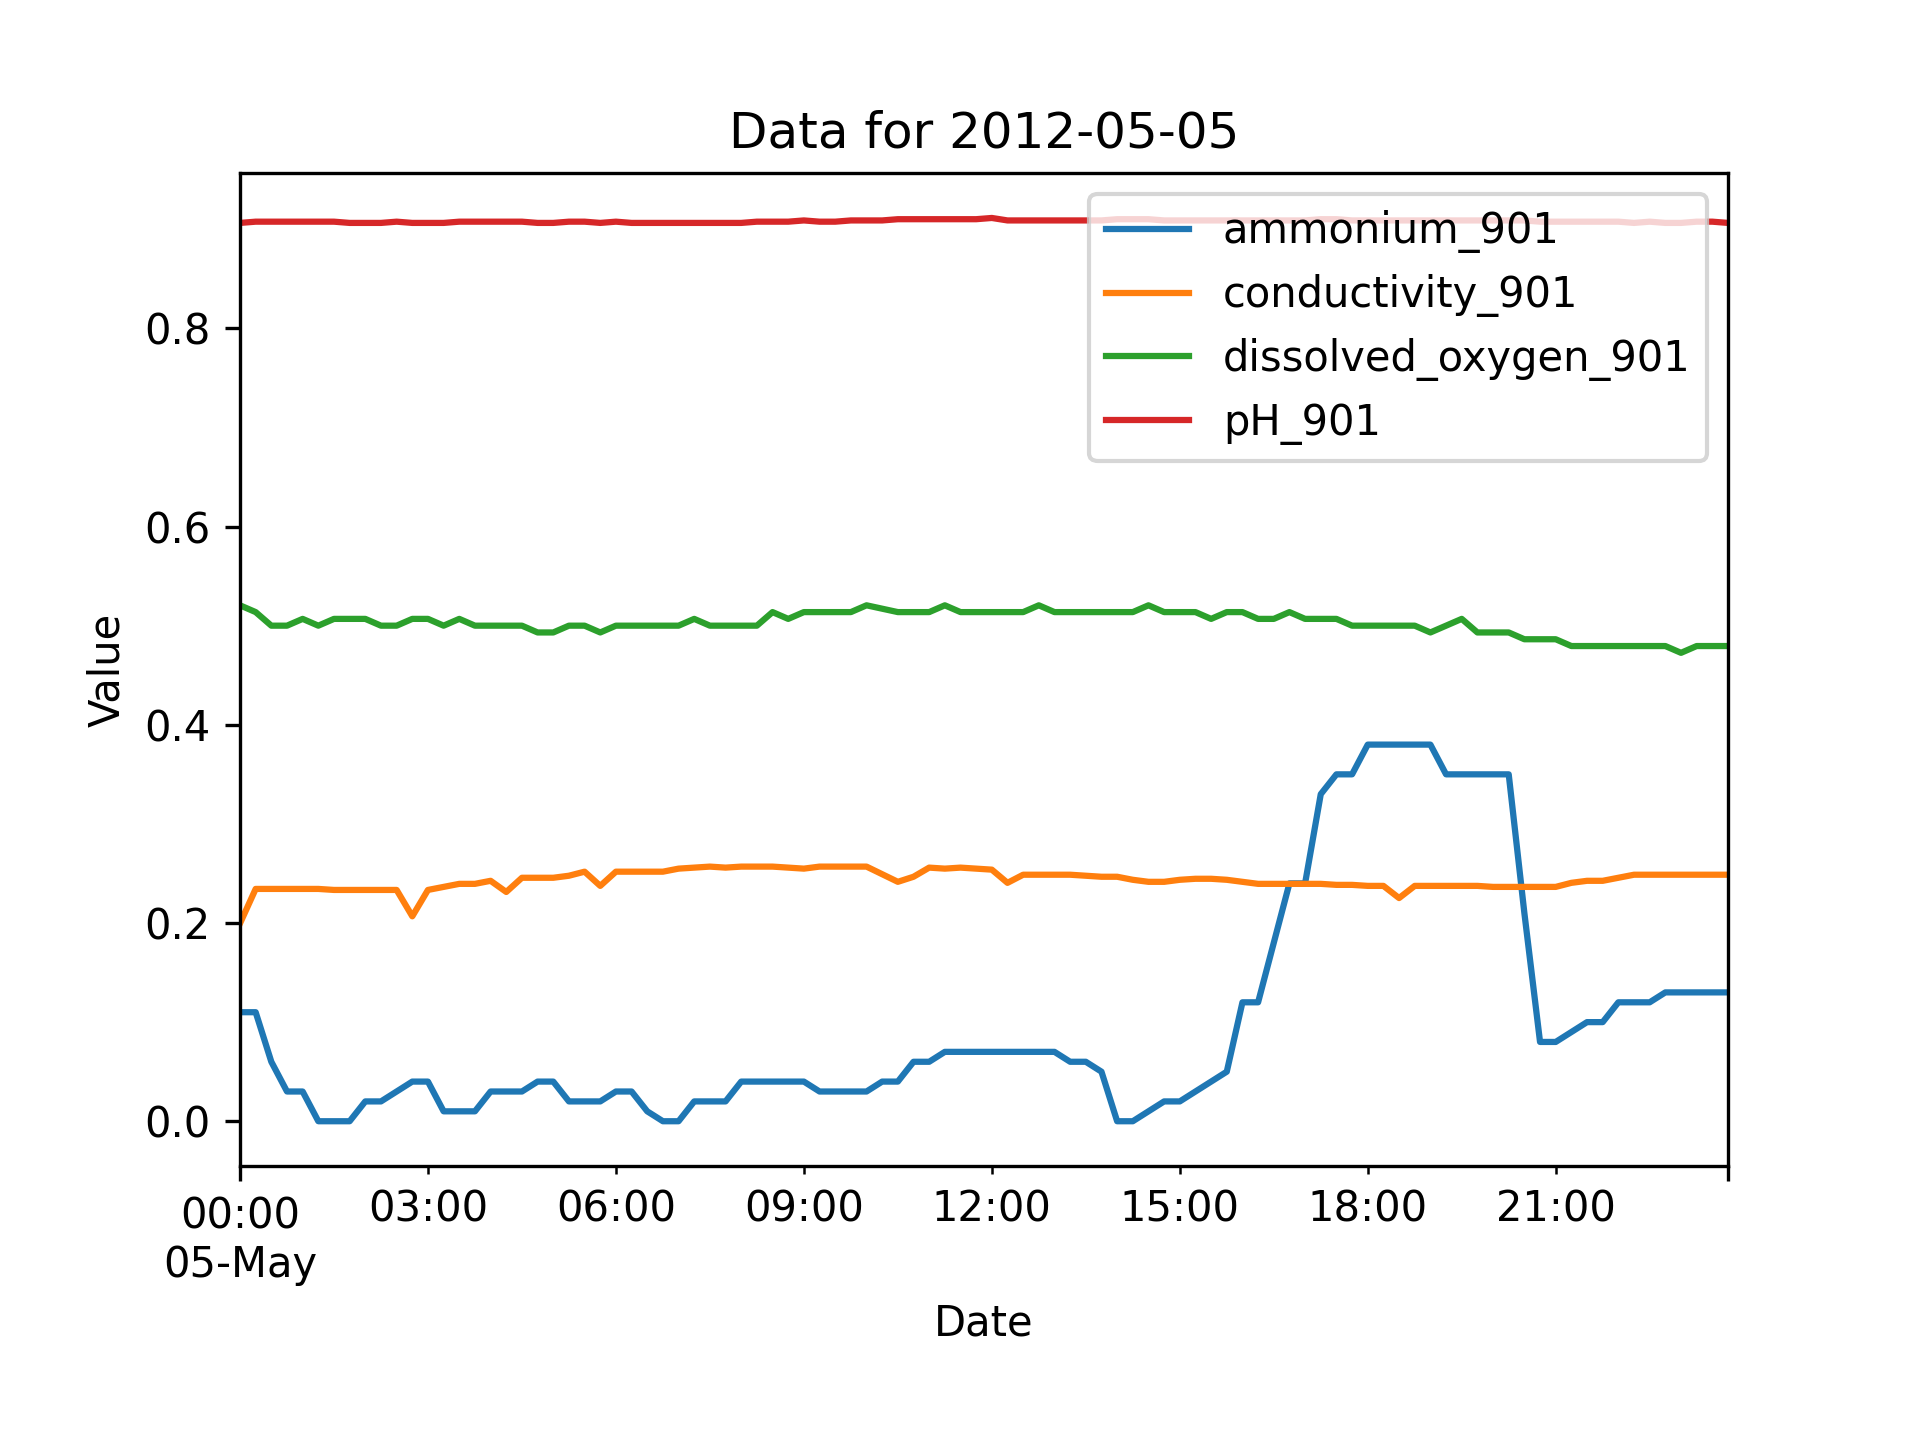 Data for 2012-05-05
ammonium_901
conductivity_901
dissolved_oxygen_901
pH_901
0.8
0.6
0.4
0.2
0.0
Value
00:00 03:00 06:00 09:00 12:00 15:00 18:00 21:00
05-May
Date